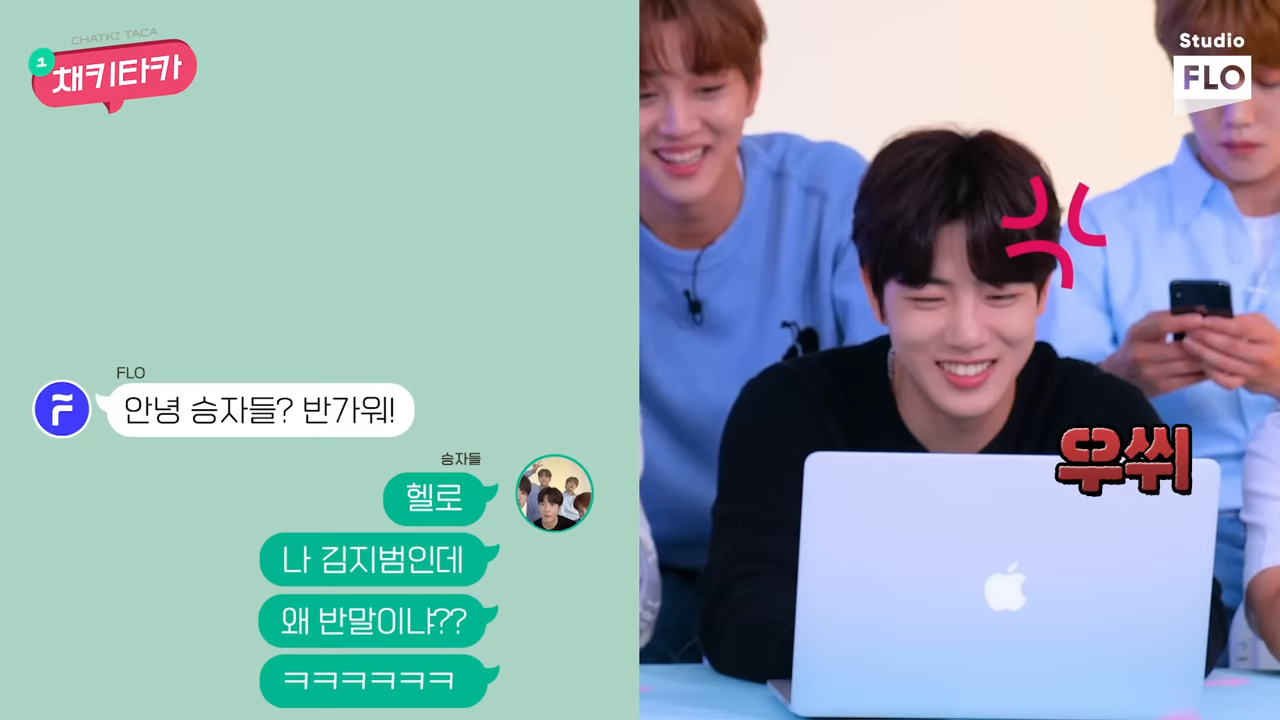 CHATKI TACA
1
채키타카
Studio
FLO
FLO
안녕 승자들? 반가워!
승자들
헬로
나 김지범인데
왜 반말이냐??
ㅋㅋㅋㅋㅋㅋ
우쒸